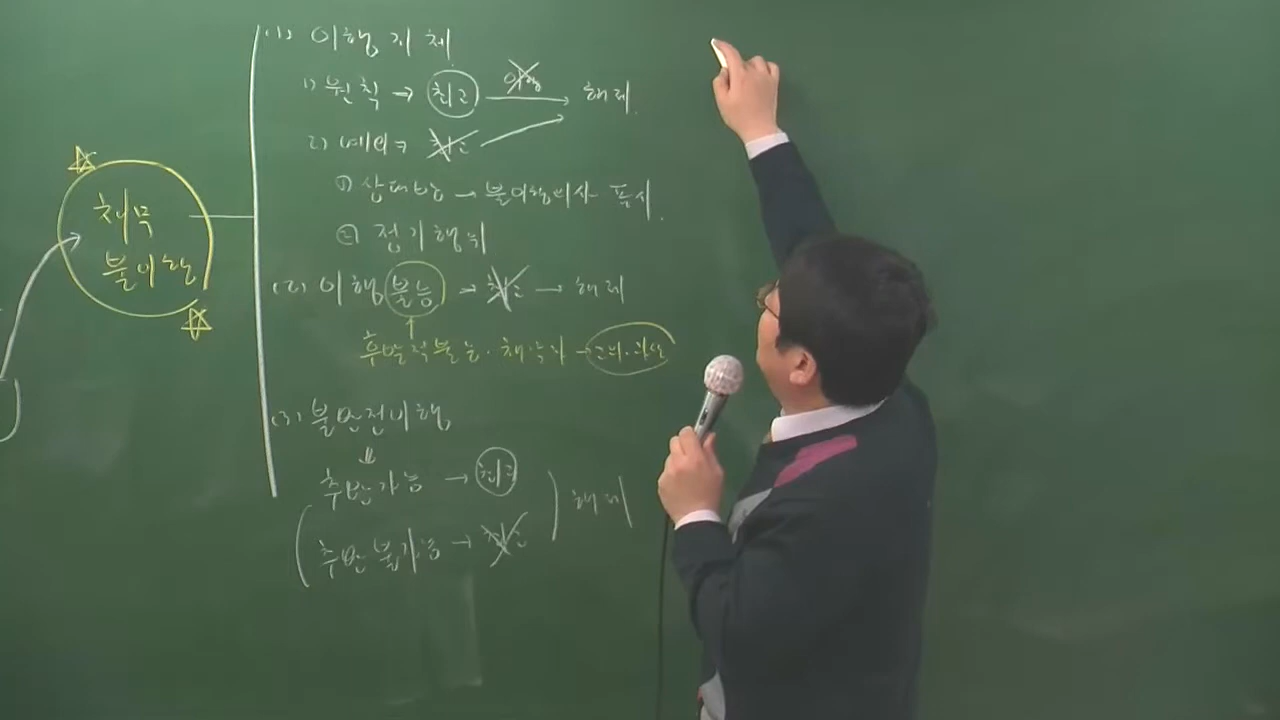 채무
불이행
(1) 이행지체
1) 원칙 → 최고 이행 → 해제
2) 예외 → 최고 →
① 상대방 → 불이행의사 표시
② 정기행위
(2) 이행불능 → 최고 → 해제
후발적불능. 채무자 → 고의.과실
(3) 불완전이행
추완가능 → 최고
해제
추완불가능 → 최고